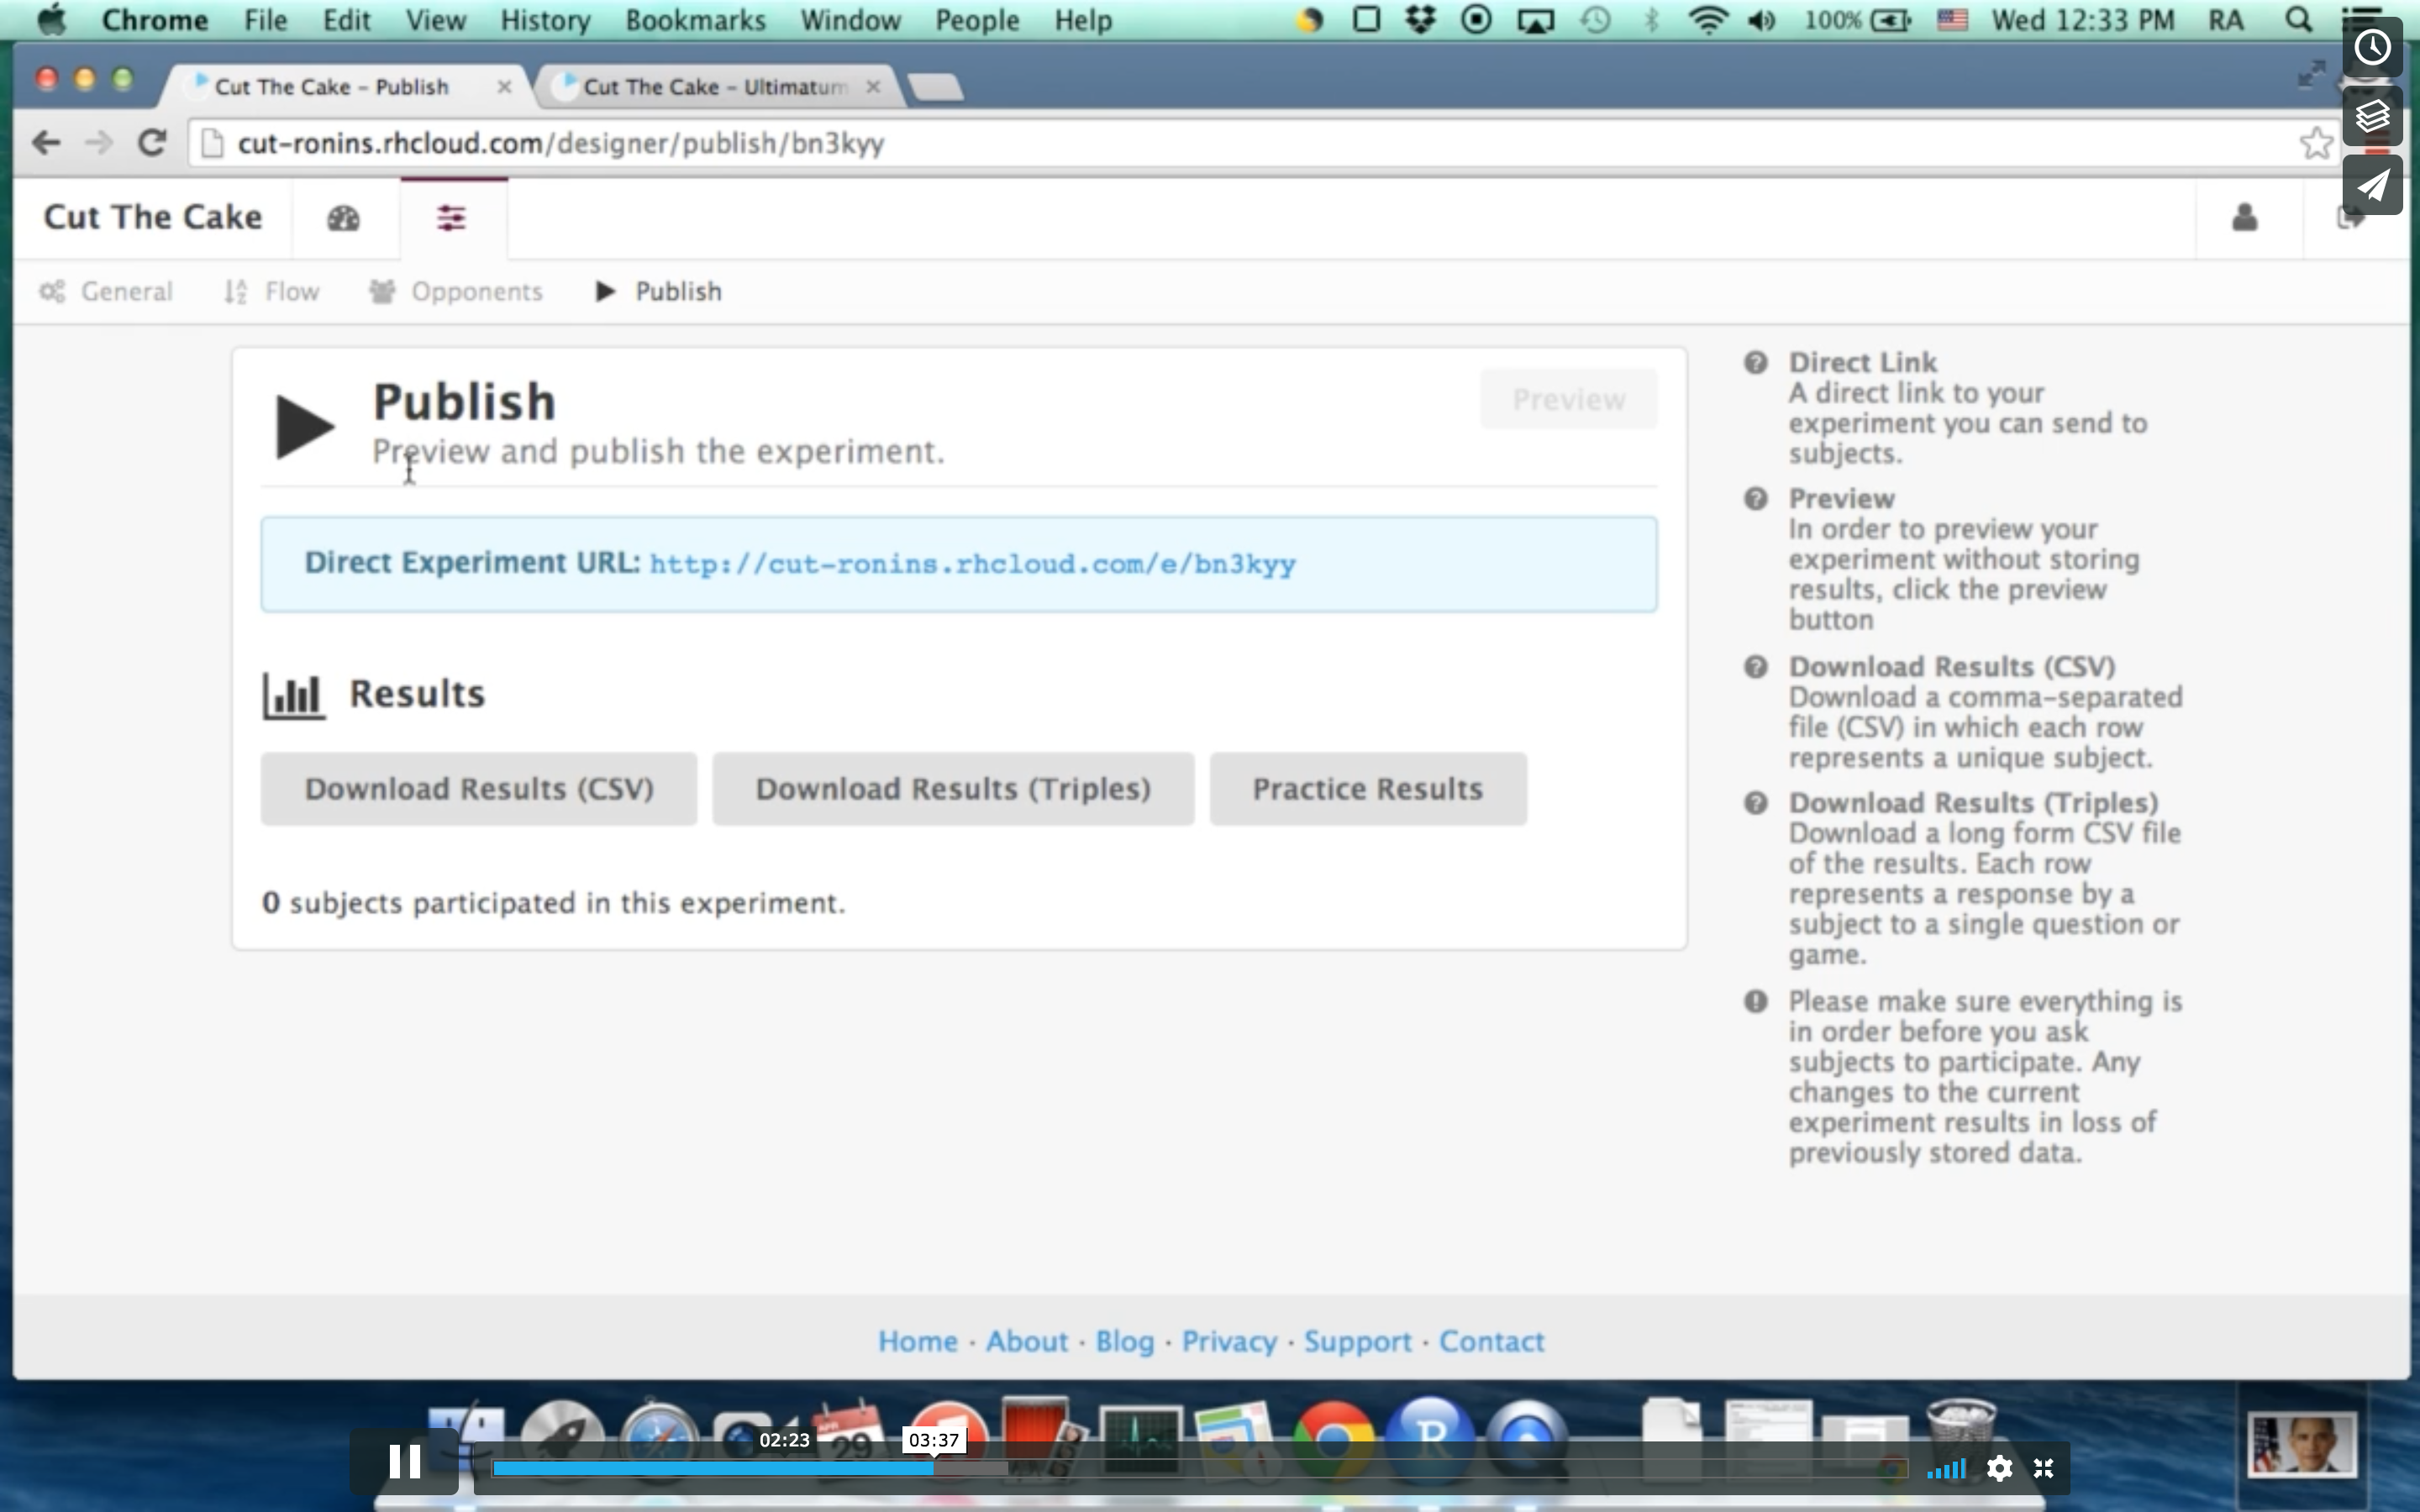 Chrome File Edit View History Bookmarks Window People Help 100% Wed 12:33 PM RA
Cut The Cake – Publish Cut The Cake – Ultimatum
cut-ronins.rhcloud.com/designer/publish/bn3kyy
Cut The Cake
General Flow Opponents Publish
Publish
Preview
Preview and publish the experiment.
Direct Experiment URL: http://cut-ronins.rhcloud.com/e/bn3kyy
Results
Download Results (CSV) Download Results (Triples) Practice Results
0 subjects participated in this experiment.
Direct Link
A direct link to your
experiment you can send to
subjects.
Preview
In order to preview your
experiment without storing
results, click the preview
button
Download Results (CSV)
Download a comma-separated
file (CSV) in which each row
represents a unique subject.
Download Results (Triples)
Download a long form CSV file
of the results. Each row
represents a response by a
subject to a single question or
game.
Please make sure everything is
in order before you ask
subjects to participate. Any
changes to the current
experiment results in loss of
previously stored data.
Home · About · Blog · Privacy · Support · Contact
APR
29
R
02:23 03:37